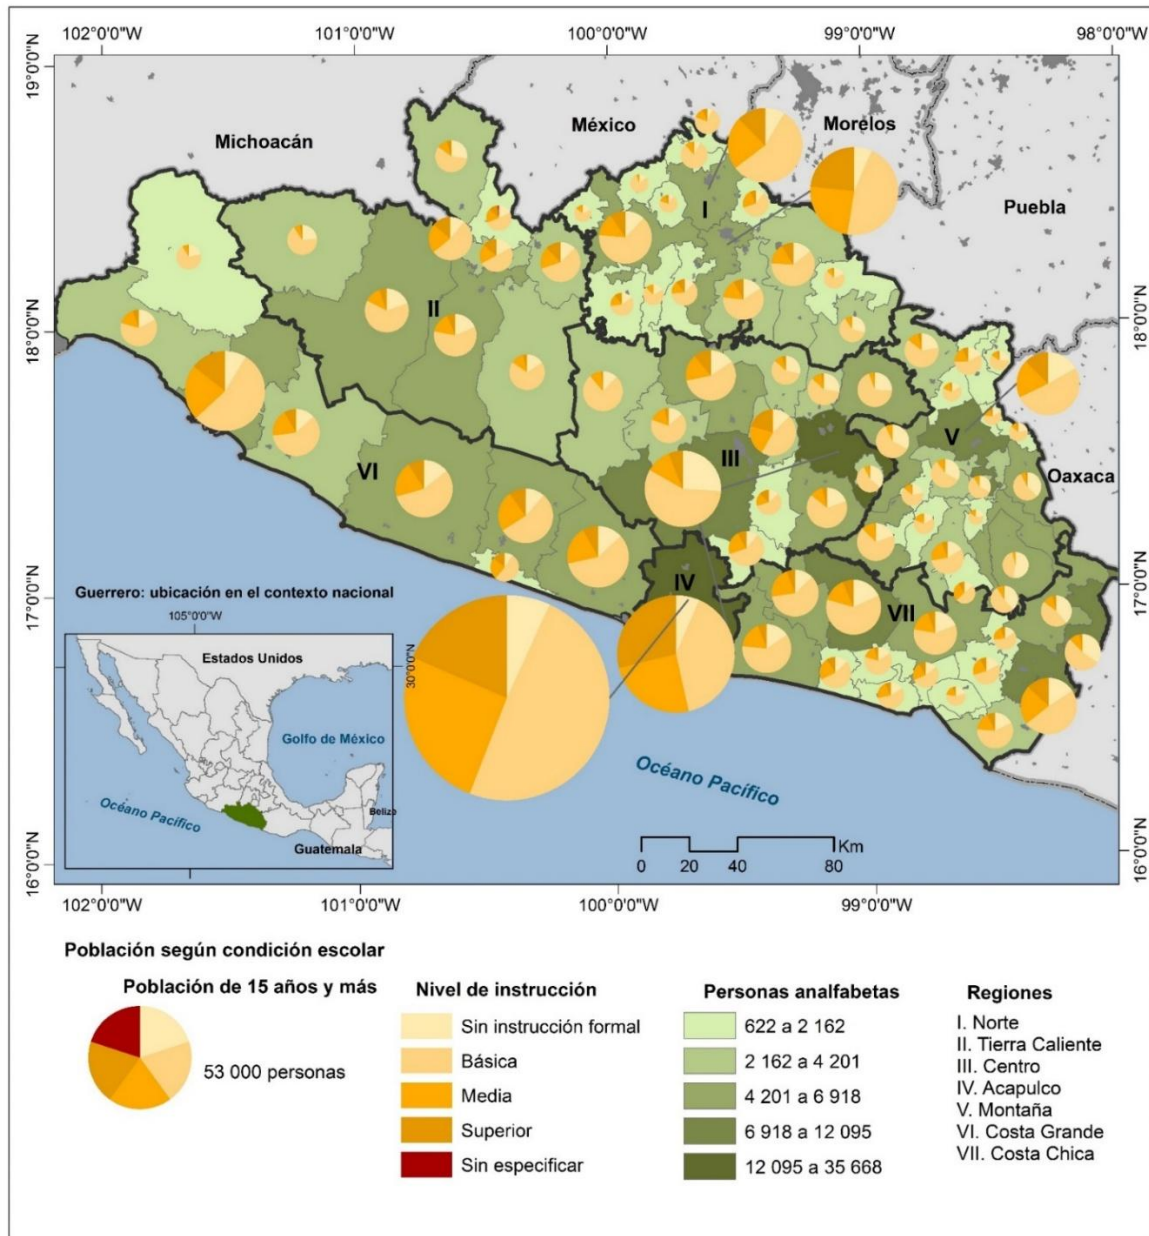 102°0'0"W 101°0'0"W 100°0'0"W 99°0'0"W 98°0'0"W
19°0'0"N
19°0'0"N
Michoacán
México
Morelos
Puebla
I
18°0'0"N
18°0'0"N
II
V
III
VI
Oaxaca
17°0'0"N
17°0'0"N
IV
VII
Guerrero: ubicación en el contexto nacional
105°0'0"W
Estados Unidos
30°0'0"N
Golfo de México
Océano Pacífico
Belize
Guatemala
Océano Pacífico
Km
0 20 40 80
16°0'0"N
16°0'0"N
102°0'0"W 101°0'0"W 100°0'0"W 99°0'0"W
Población según condición escolar
Población de 15 años y más
53 000 personas
Nivel de instrucción
Sin instrucción formal
Básica
Media
Superior
Sin especificar
Personas analfabetas
622 a 2 162
2 162 a 4 201
4 201 a 6 918
6 918 a 12 095
12 095 a 35 668
Regiones
I. Norte
II. Tierra Caliente
III. Centro
IV. Acapulco
V. Montaña
VI. Costa Grande
VII. Costa Chica